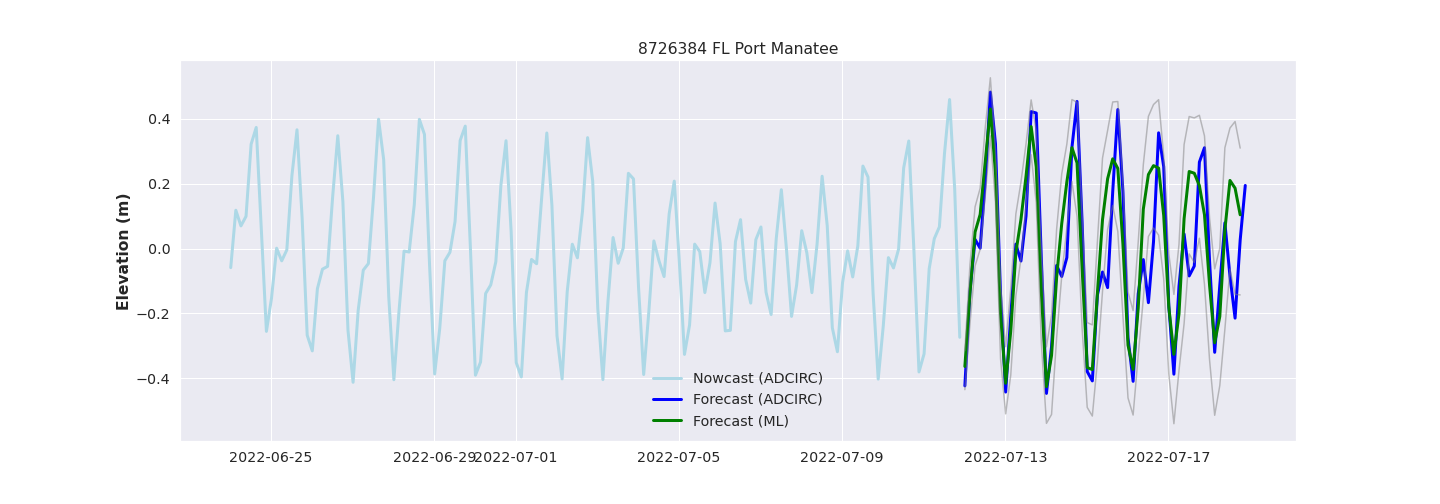 8726384 FL Port Manatee
Elevation (m)
0.4
0.2
0.0
−0.2
−0.4
Nowcast (ADCIRC)
Forecast (ADCIRC)
Forecast (ML)
2022-06-25
2022-06-29
2022-07-01
2022-07-05
2022-07-09
2022-07-13
2022-07-17